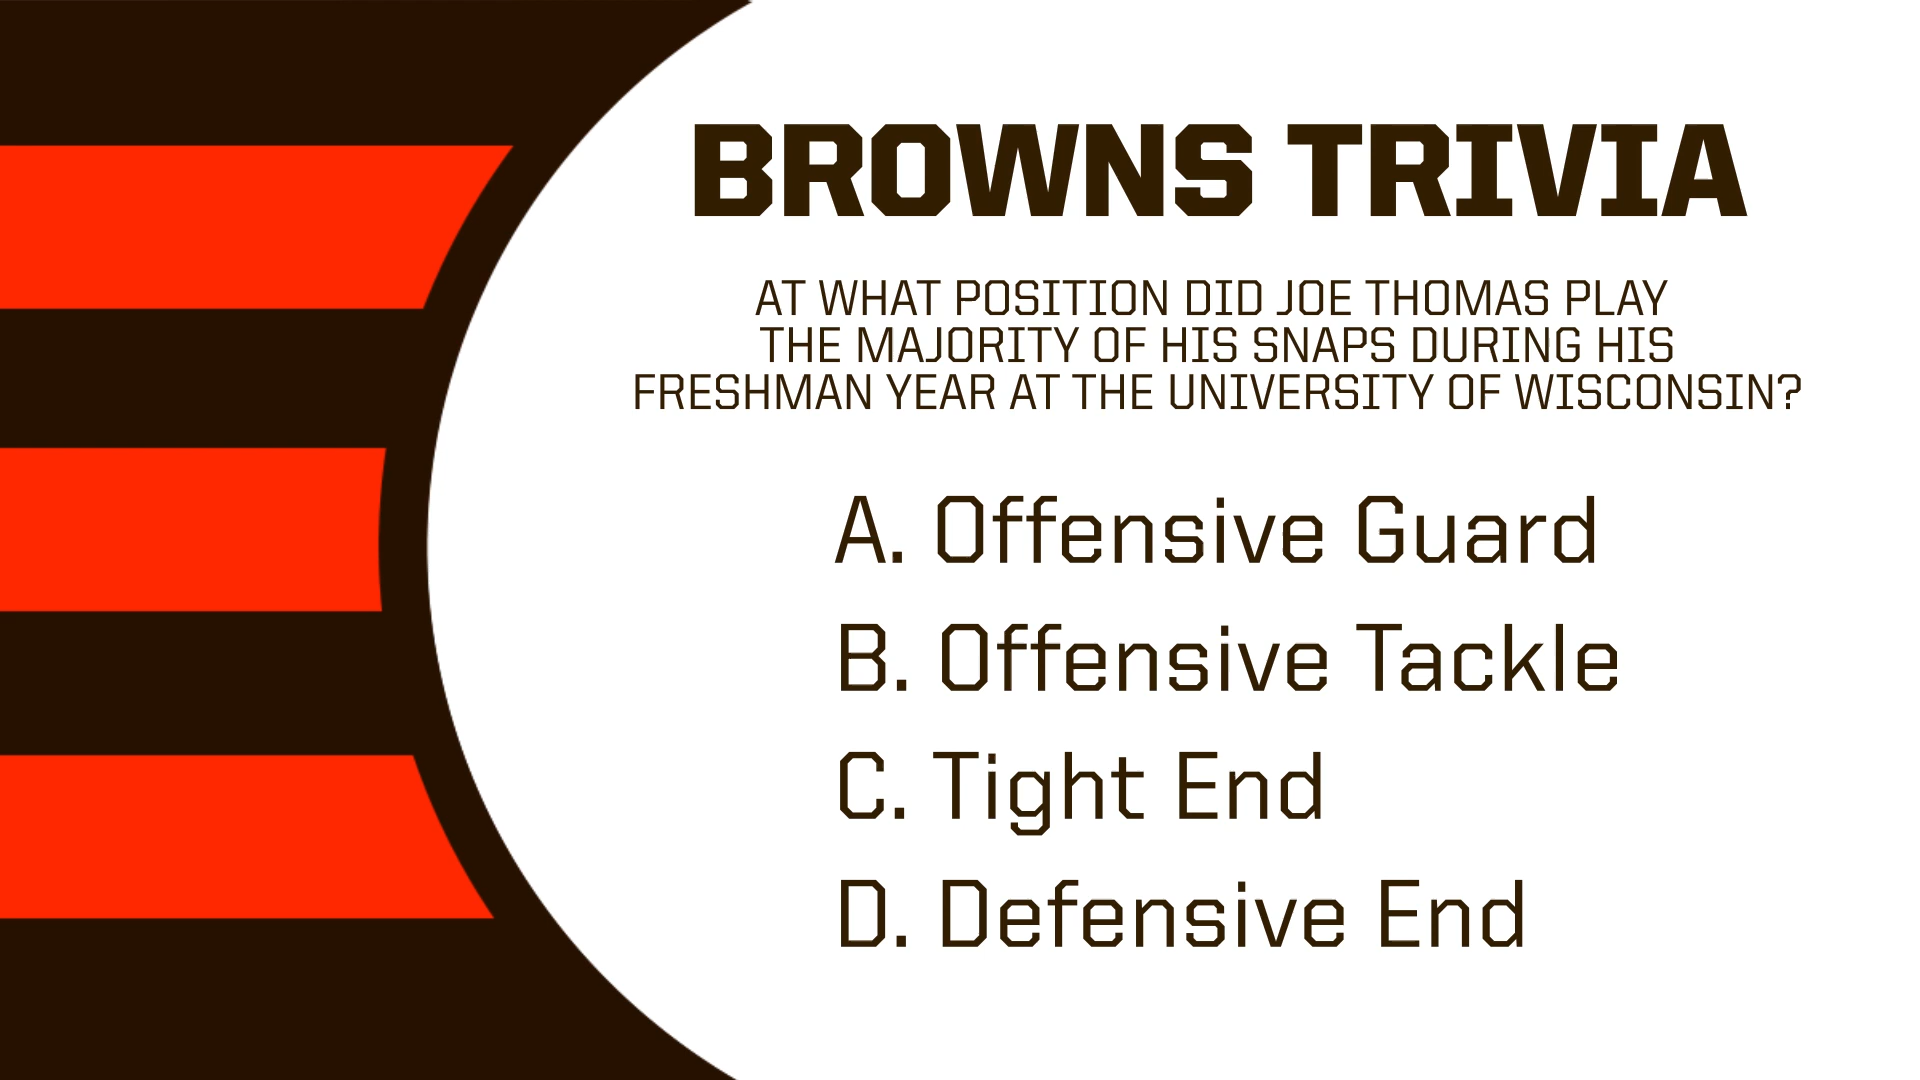 BROWNS TRIVIA
AT WHAT POSITION DID JOE THOMAS PLAY
THE MAJORITY OF HIS SNAPS DURING HIS
FRESHMAN YEAR AT THE UNIVERSITY OF WISCONSIN?
A. Offensive Guard
B. Offensive Tackle
C. Tight End
D. Defensive End